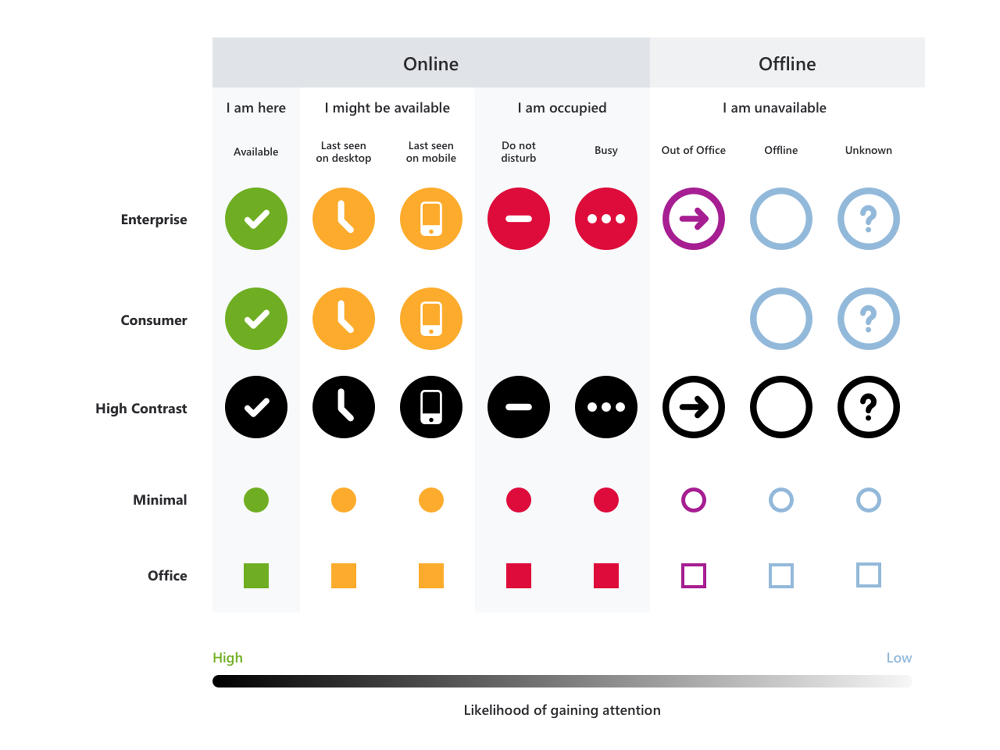 Online
Offline
I am here
I might be available
I am occupied
I am unavailable
Available
Last seen
on desktop
Last seen
on mobile
Do not
disturb
Busy
Out of Office
Offline
Unknown
Enterprise
?
Consumer
?
High Contrast
?
Minimal
Office
High
Low
Likelihood of gaining attention